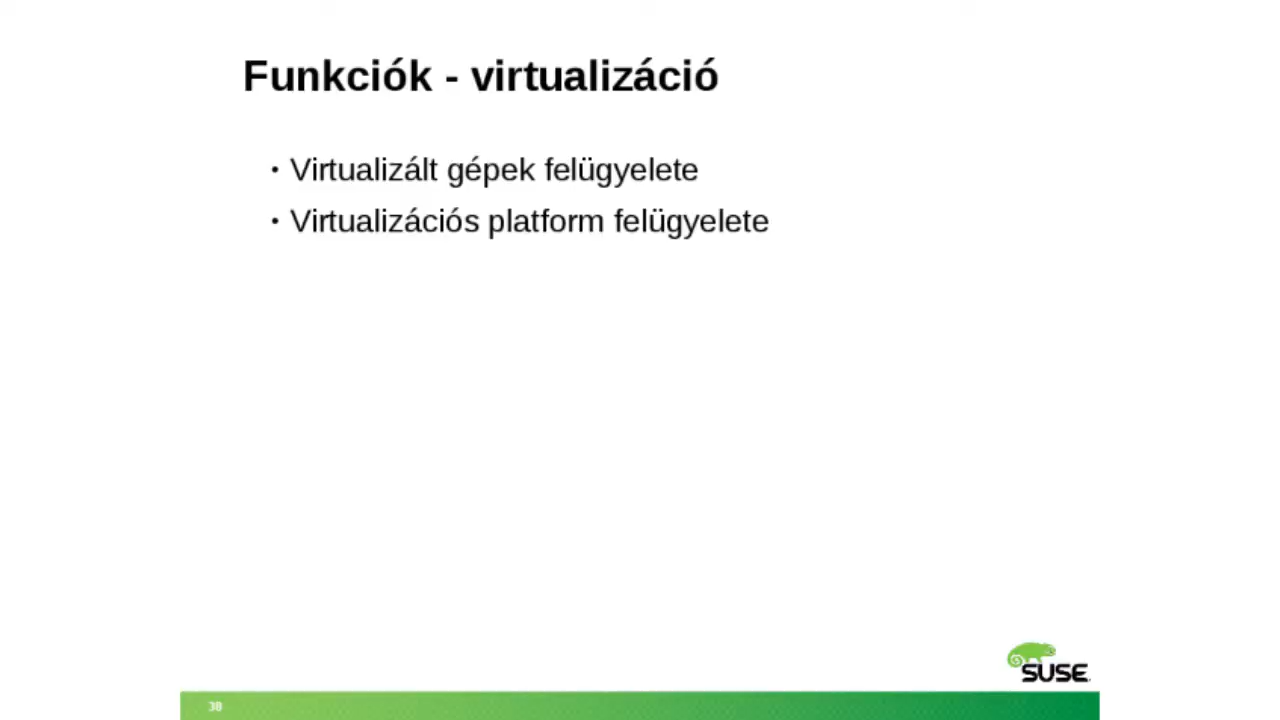 Funkciók - virtualizáció
• Virtualizált gépek felügyelete
• Virtualizációs platform felügyelete
SUSE
38